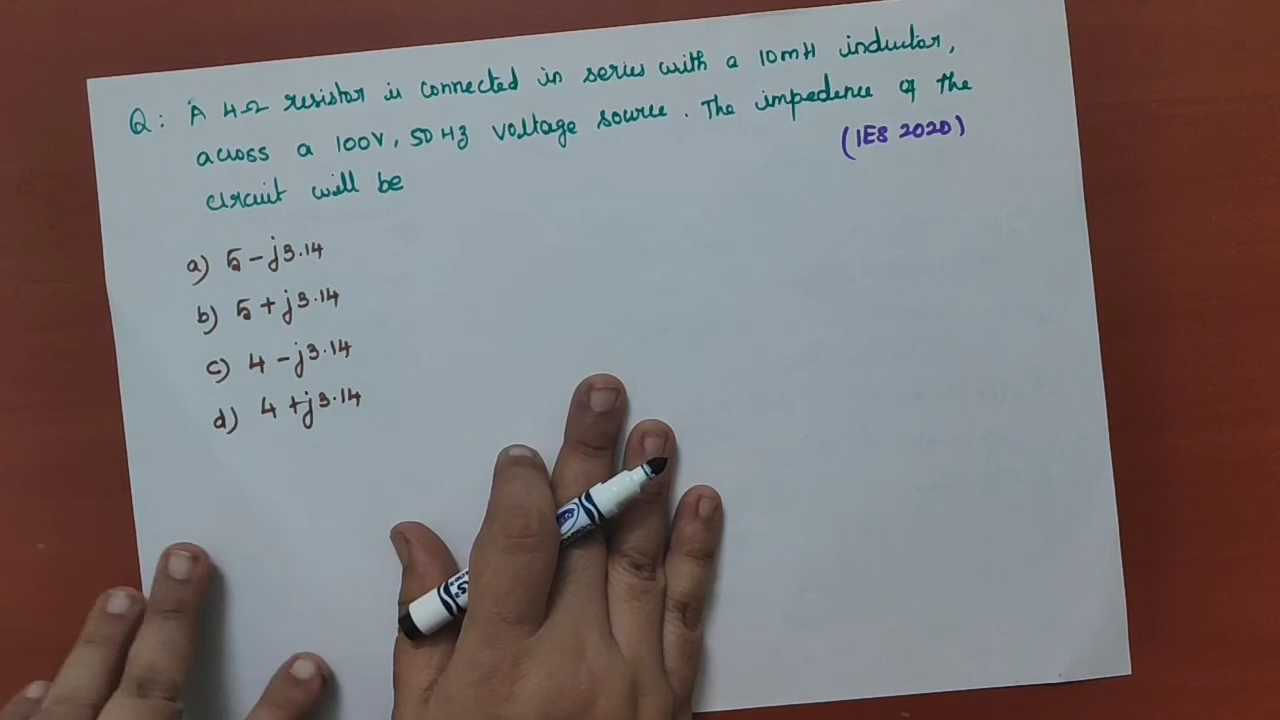 Q: A 4Ω resistor is connected in series with a 10mH inductor,
across a 100V, 50Hz voltage source. The impedence of the
circuit will be
(IES 2020)
a) 5-j3.14
b) 5+j3.14
c) 4-j3.14
d) 4+j3.14